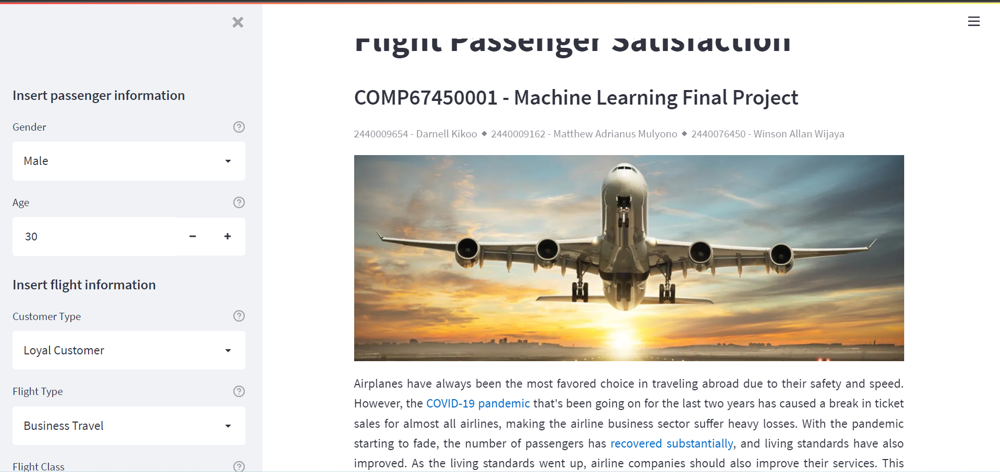 Insert passenger information
Gender
Male
Age
30
Insert flight information
Customer Type
Loyal Customer
Flight Type
Business Travel
Flight Class
Flight Passenger Satisfaction
COMP67450001 - Machine Learning Final Project
2440009654 - Darnell Kikoo ◆ 2440009162 - Matthew Adrianus Mulyono ◆ 2440076450 - Winson Allan Wijaya
Airplanes have always been the most favored choice in traveling abroad due to their safety and speed.
However, the COVID-19 pandemic that's been going on for the last two years has caused a break in ticket
sales for almost all airlines, making the airline business sector suffer heavy losses. With the pandemic
starting to fade, the number of passengers has recovered substantially, and living standards have also
improved. As the living standards went up, airline companies should also improve their services. This